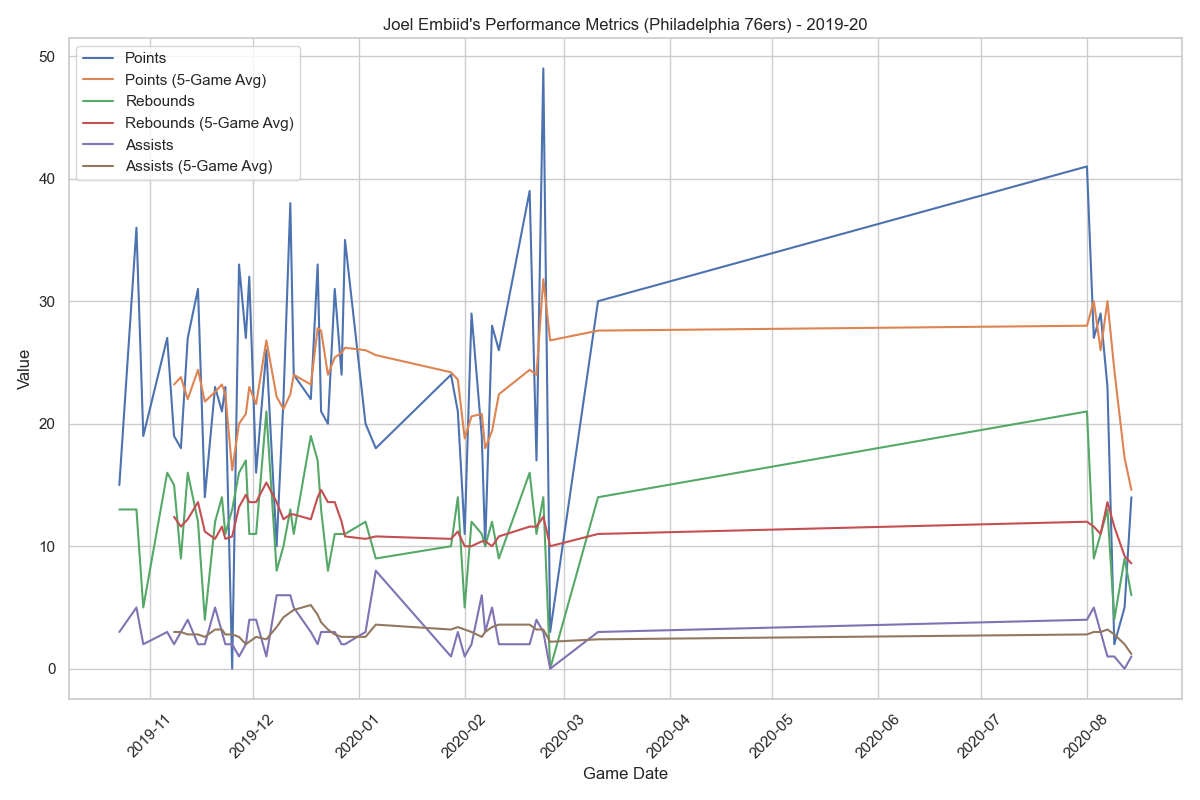 Joel Embiid's Performance Metrics (Philadelphia 76ers) - 2019-20
Points
Points (5-Game Avg)
Rebounds
Rebounds (5-Game Avg)
Assists
Assists (5-Game Avg)
50
40
30
20
10
0
Value
2019-11
2019-12
2020-01
2020-02
2020-03
2020-04
2020-05
2020-06
2020-07
2020-08
Game Date